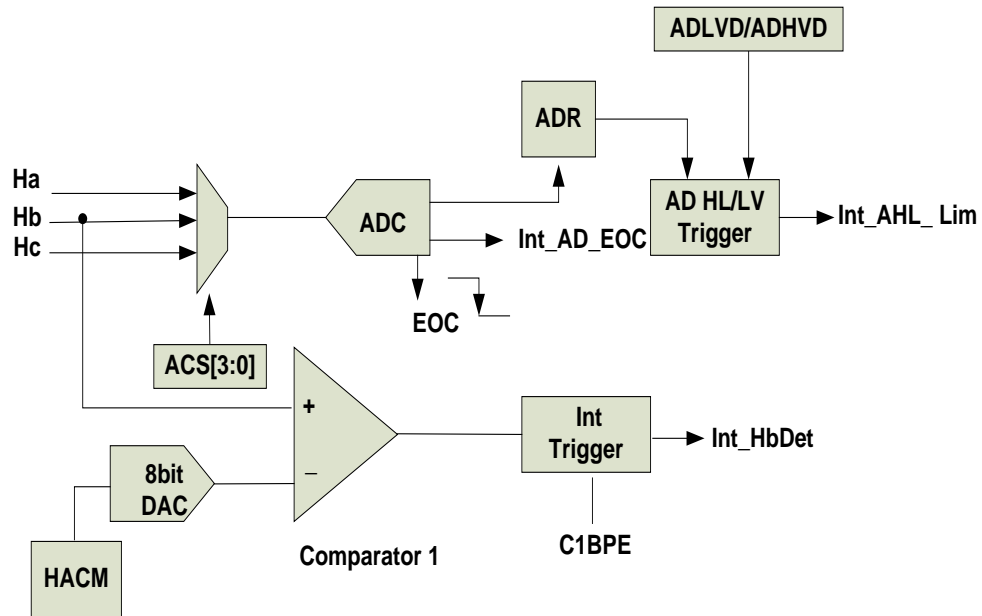 ADLVD/ADHVD
ADR
Ha
Hb
Hc
ADC
AD HL/LV
Trigger
Int_AHL_ Lim
Int_AD_EOC
EOC
ACS[3:0]
+
−
Int
Trigger
Int_HbDet
8bit
DAC
C1BPE
Comparator 1
HACM